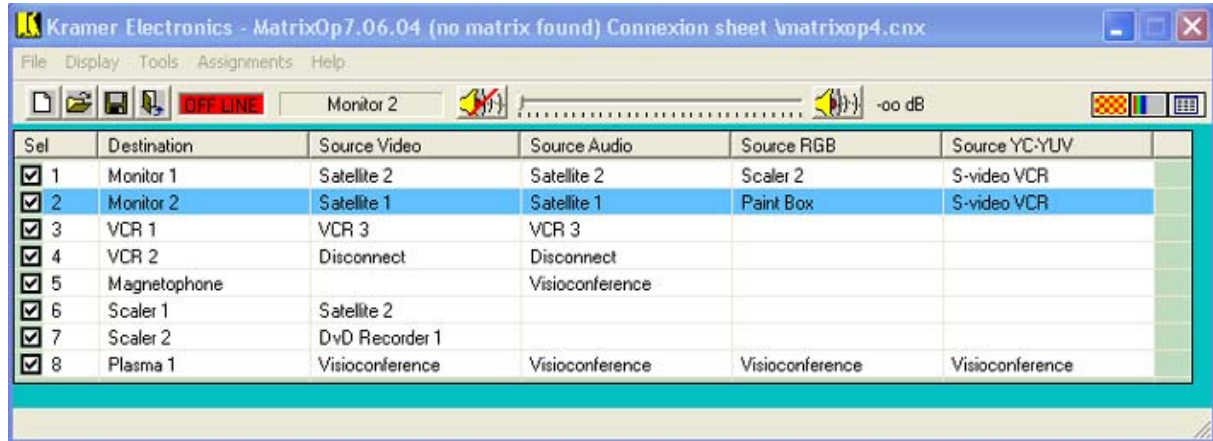 Kramer Electronics - MatrixOp7.06.04 (no matrix found) Connexion sheet \matrixop4.cnx
File Display Tools Assignments Help
OFF LINE Monitor 2 -oo dB
Sel Destination Source Video Source Audio Source RGB Source YC-YUV
1 Monitor 1 Satellite 2 Satellite 2 Scaler 2 S-video VCR
2 Monitor 2 Satellite 1 Satellite 1 Paint Box S-video VCR
3 VCR 1 VCR 3 VCR 3
4 VCR 2 Disconnect Disconnect
5 Magnetophone Visioconference
6 Scaler 1 Satellite 2
7 Scaler 2 DvD Recorder 1
8 Plasma 1 Visioconference Visioconference Visioconference Visioconference